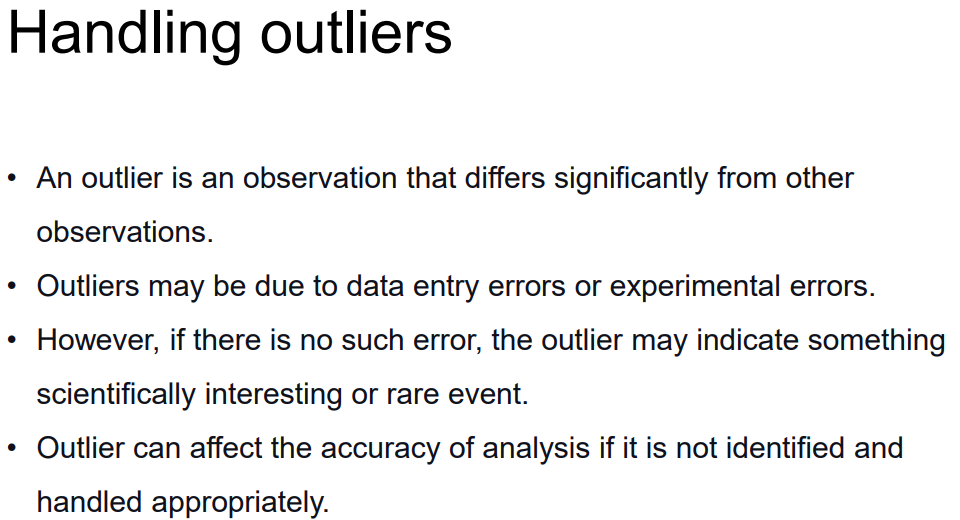 Handling outliers
• An outlier is an observation that differs significantly from other
observations.
• Outliers may be due to data entry errors or experimental errors.
• However, if there is no such error, the outlier may indicate something
scientifically interesting or rare event.
• Outlier can affect the accuracy of analysis if it is not identified and
handled appropriately.